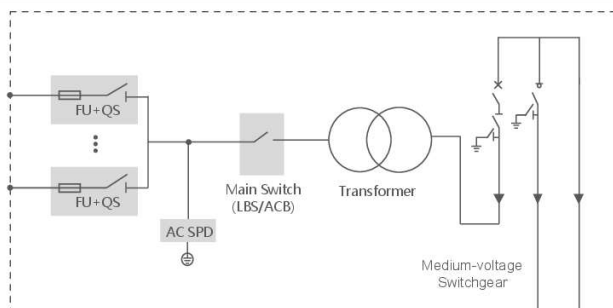 FU+QS
FU+QS
Main Switch
(LBS/ACB)
Transformer
AC SPD
Medium-voltage
Switchgear